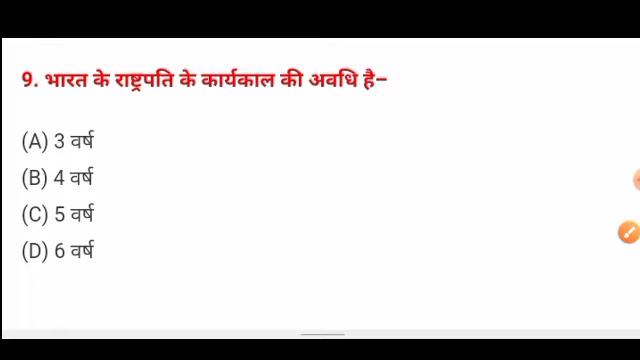 9. भारत के राष्ट्रपति के कार्यकाल की अवधि है–
(A) 3 वर्ष
(B) 4 वर्ष
(C) 5 वर्ष
(D) 6 वर्ष